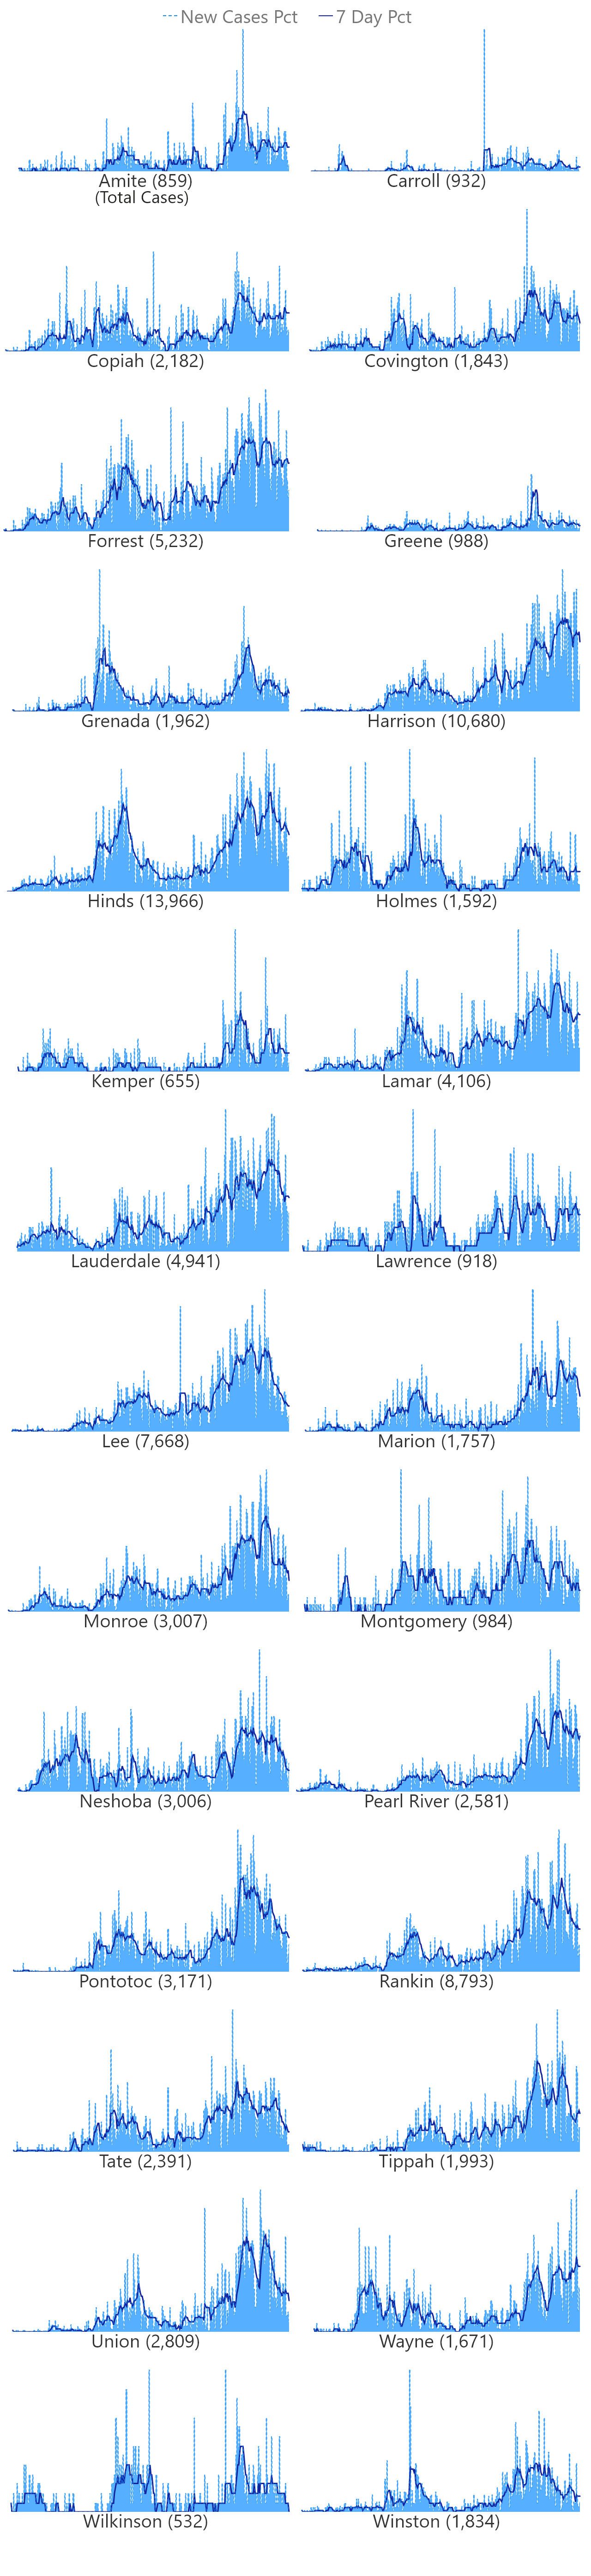 New Cases Pct 7 Day Pct
Amite (859) Carroll (932)
(Total Cases)
Copiah (2,182) Covington (1,843)
Forrest (5,232) Greene (988)
Grenada (1,962) Harrison (10,680)
Hinds (13,966) Holmes (1,592)
Kemper (655) Lamar (4,106)
Lauderdale (4,941) Lawrence (918)
Lee (7,668) Marion (1,757)
Monroe (3,007) Montgomery (984)
Neshoba (3,006) Pearl River (2,581)
Pontotoc (3,171) Rankin (8,793)
Tate (2,391) Tippah (1,993)
Union (2,809) Wayne (1,671)
Wilkinson (532) Winston (1,834)